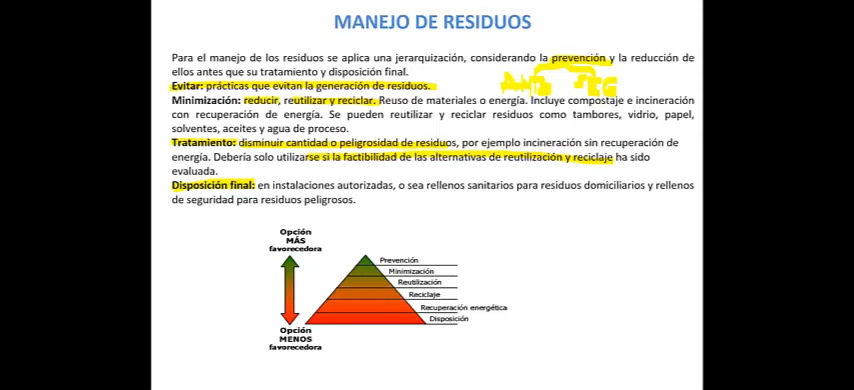 MANEJO DE RESIDUOS
Para el manejo de los residuos se aplica una jerarquización, considerando la prevención y la reducción de
ellos antes que su tratamiento y disposición final.
Evitar: prácticas que evitan la generación de residuos.
Minimización: reducir, reutilizar y reciclar. Reuso de materiales o energía. Incluye compostaje e incineración
con recuperación de energía. Se pueden reutilizar y reciclar residuos como tambores, vidrio, papel,
solventes, aceites y agua de proceso.
Tratamiento: disminuir cantidad o peligrosidad de residuos, por ejemplo incineración sin recuperación de
energía. Debería solo utilizarse si la factibilidad de las alternativas de reutilización y reciclaje ha sido
evaluada.
Disposición final: en instalaciones autorizadas, o sea rellenos sanitarios para residuos domiciliarios y rellenos
de seguridad para residuos peligrosos.
Opción
MÁS
favorecedora
Prevención
Minimización
Reutilización
Reciclaje
Recuperación energética
Disposición
Opción
MENOS
favorecedora